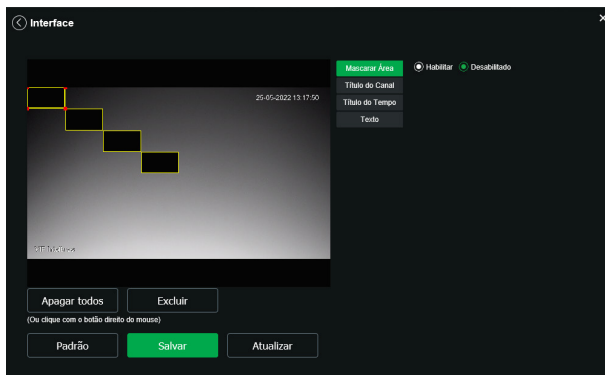 Interface
Mascarar Área
Habilitar
Desabilitado
Título do Canal
25-05-2022 13:17:50
Título do Tempo
Texto
Apagar todos
Excluir
(Ou clique com o botão direito do mouse)
Padrão
Salvar
Atualizar